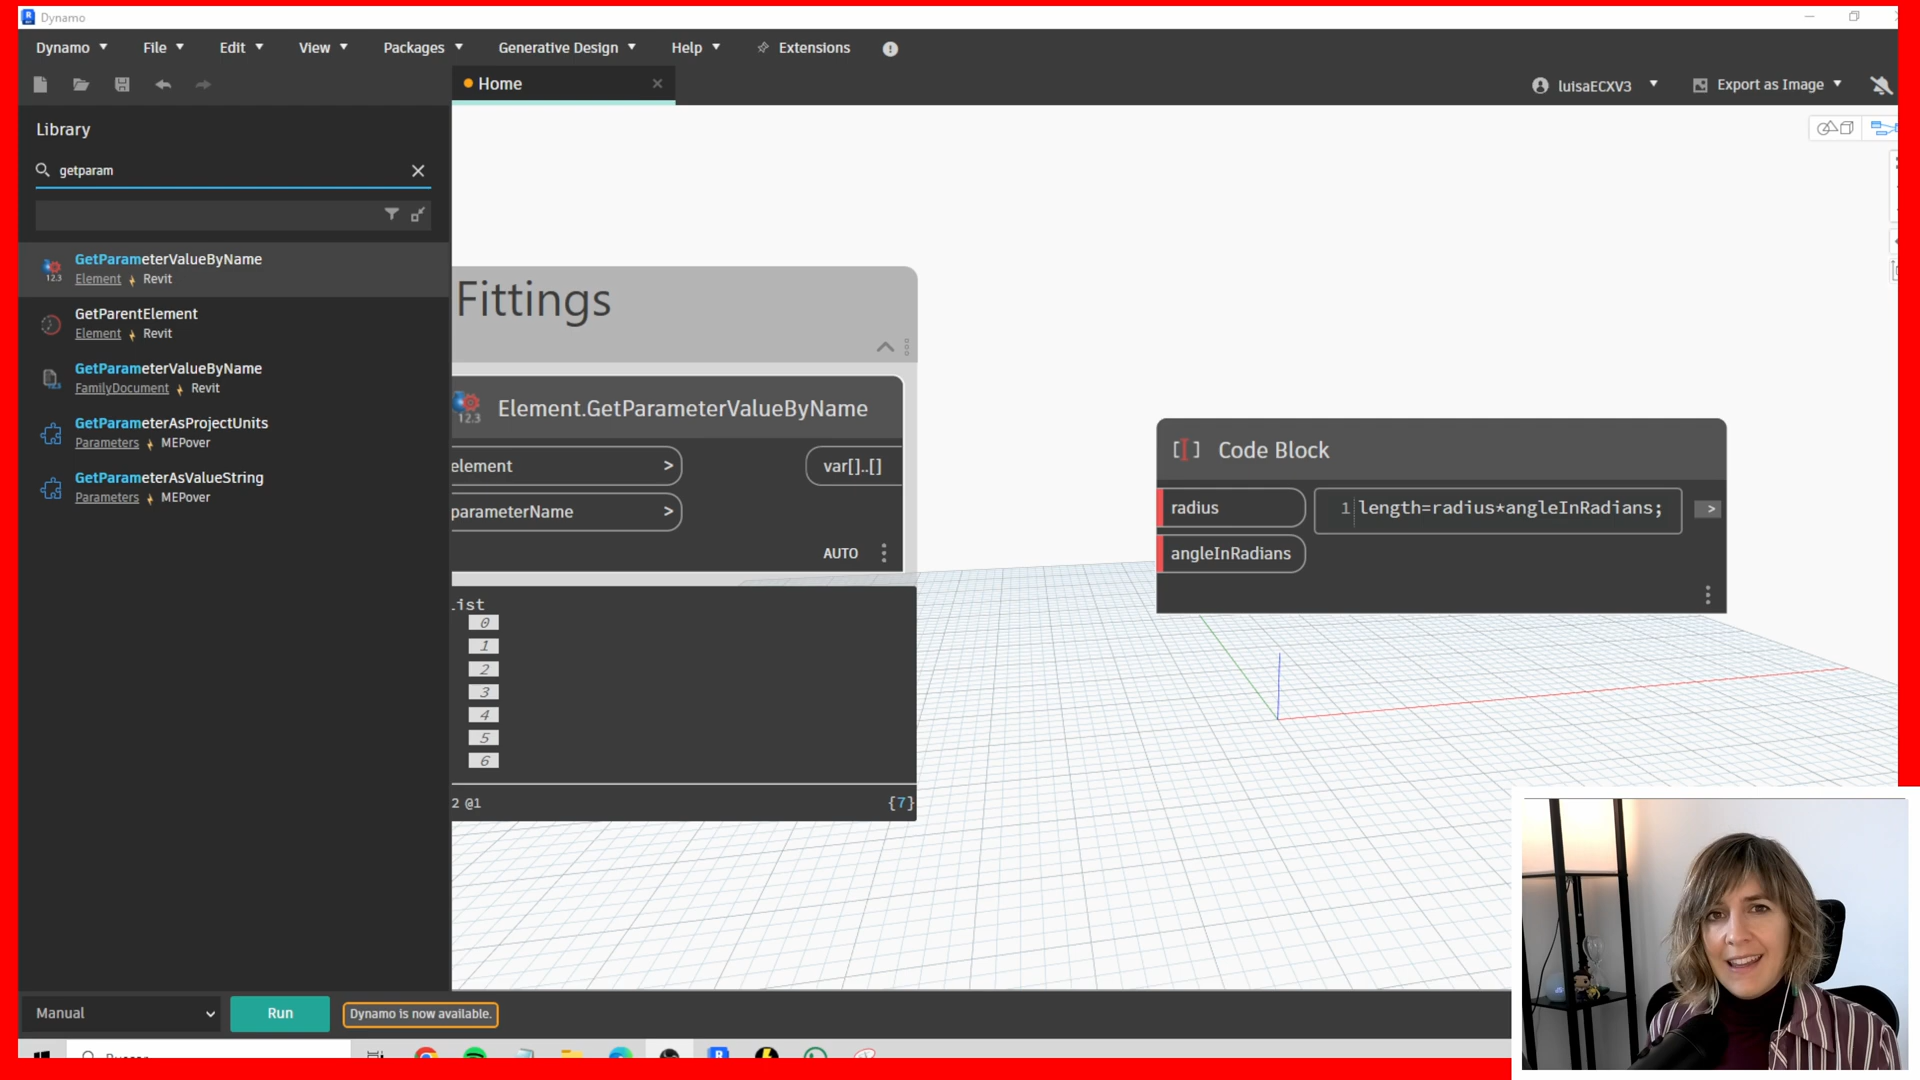 Dynamo
Dynamo File Edit View Packages Generative Design Help Extensions
Home
luisaECXV3 Export as Image
Library
getparam
GetParameterValueByName
Element Revit
GetParentElement
Element Revit
GetParameterValueByName
FamilyDocument Revit
GetParameterAsProjectUnits
Parameters MEPover
GetParameterAsValueString
Parameters MEPover
Fittings
12.3 Element.GetParameterValueByName
element > var[]..[]
parameterName >
AUTO
List
0
1
2
3
4
5
6
2 @1 {7}
[ ] Code Block
radius 1 length=radius*angleInRadians; >
angleInRadians
Manual Run Dynamo is now available.